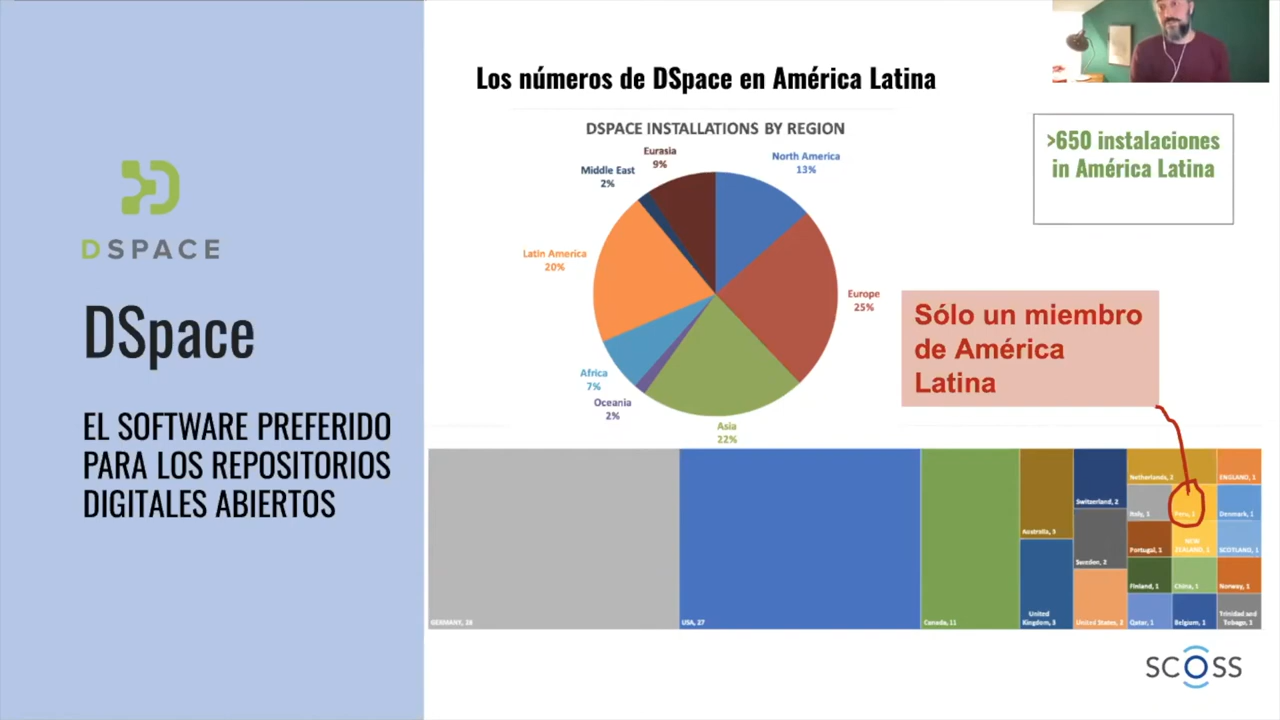 Los números de DSpace en América Latina
DSPACE INSTALLATIONS BY REGION
Eurasia
9%
Middle East
2%
North America
13%
Latin America
20%
Europe
25%
Africa
7%
Oceania
2%
Asia
22%
>650 instalaciones
in América Latina
Sólo un miembro
de América
Latina
DSPACE
DSpace
EL SOFTWARE PREFERIDO
PARA LOS REPOSITORIOS
DIGITALES ABIERTOS
GERMANY, 28
USA, 27
Canada, 11
Australia, 3
United
Kingdom, 3
Switzerland, 2
Sweden, 2
United States, 2
Netherlands, 2
Italy, 1
Portugal, 1
Finland, 1
Qatar, 1
Peru, 1
NEW
ZEALAND, 1
China, 1
Belgium, 1
ENGLAND, 1
Denmark, 1
SCOTLAND, 1
Norway, 1
Trinidad and
Tobago, 1
SCOSS